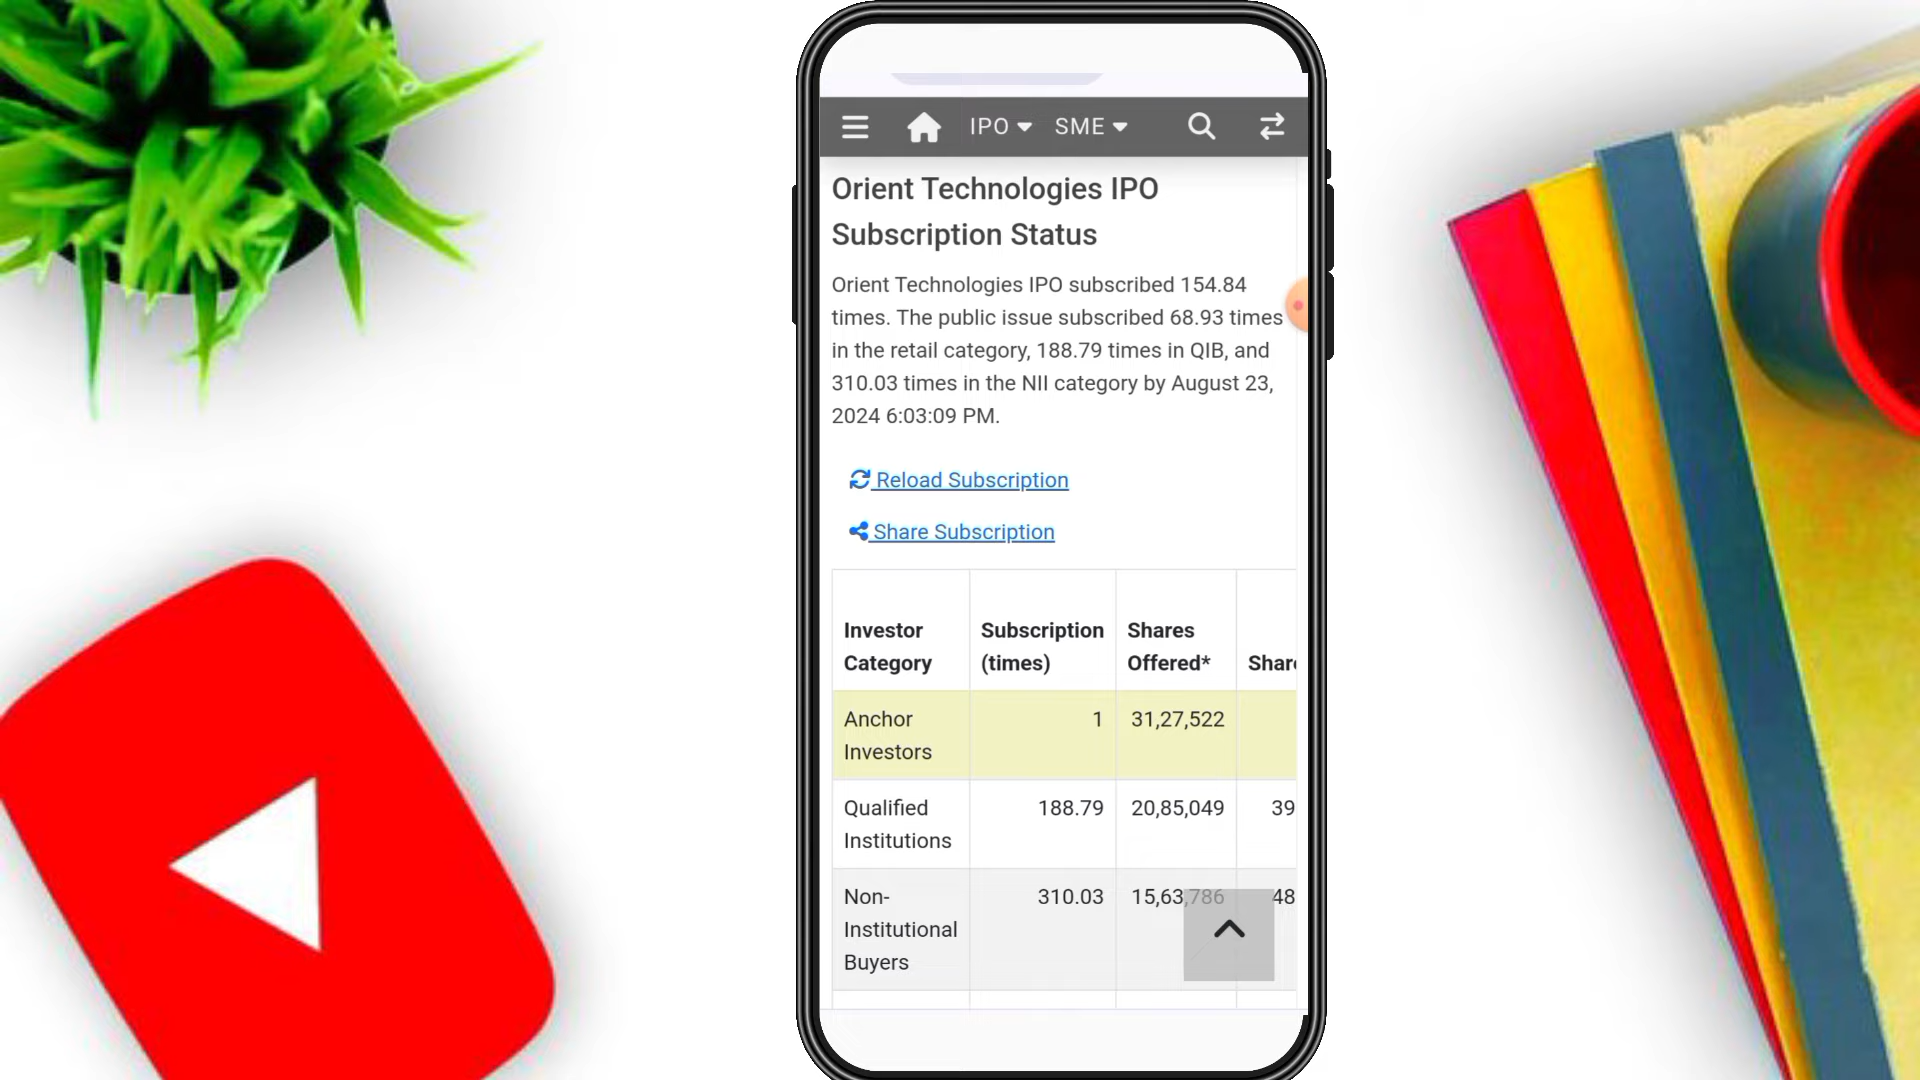 IPO SME
Orient Technologies IPO
Subscription Status
Orient Technologies IPO subscribed 154.84
times. The public issue subscribed 68.93 times
in the retail category, 188.79 times in QIB, and
310.03 times in the NII category by August 23,
2024 6:03:09 PM.
Reload Subscription
Share Subscription
Investor Category Subscription (times) Shares Offered*
Anchor Investors 1 31,27,522
Qualified Institutions 188.79 20,85,049 39
Non-Institutional Buyers 310.03 15,63,786 48